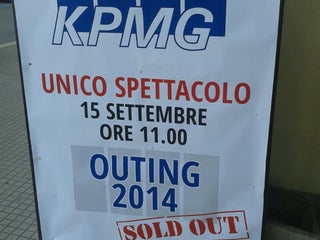 KPMG
UNICO SPETTACOLO
15 SETTEMBRE
ORE 11.00
OUTING
2014
SOLD OUT